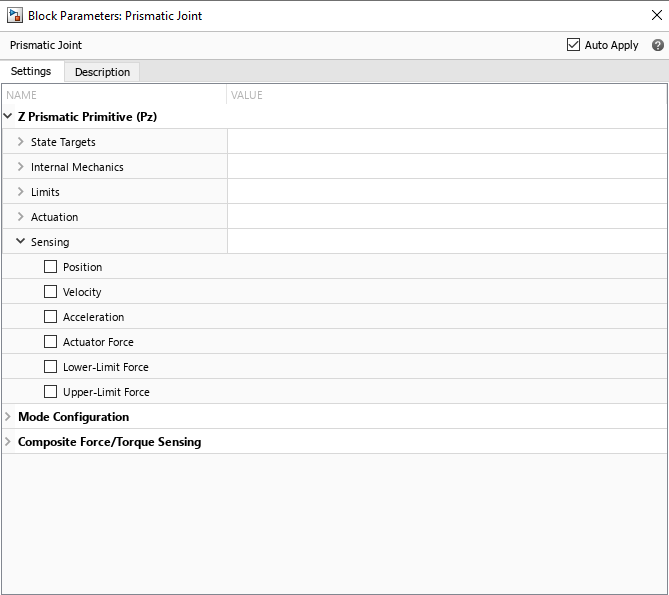 Block Parameters: Prismatic Joint
Prismatic Joint
Auto Apply
Settings
Description
NAME
VALUE
Z Prismatic Primitive (Pz)
State Targets
Internal Mechanics
Limits
Actuation
Sensing
Position
Velocity
Acceleration
Actuator Force
Lower-Limit Force
Upper-Limit Force
Mode Configuration
Composite Force/Torque Sensing